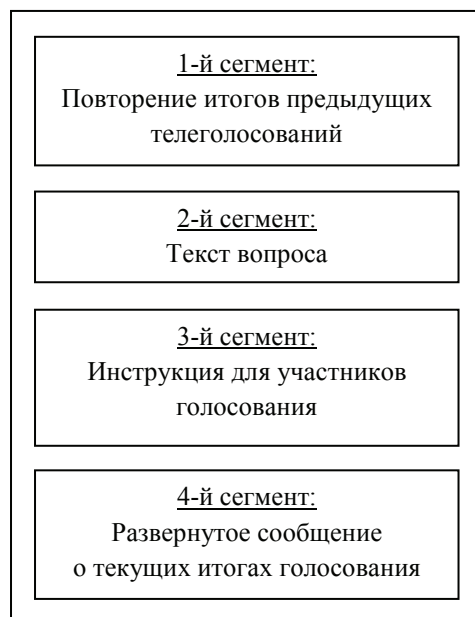 1-й сегмент:
Повторение итогов предыдущих
телеголосований
2-й сегмент:
Текст вопроса
3-й сегмент:
Инструкция для участников
голосования
4-й сегмент:
Развернутое сообщение
о текущих итогах голосования